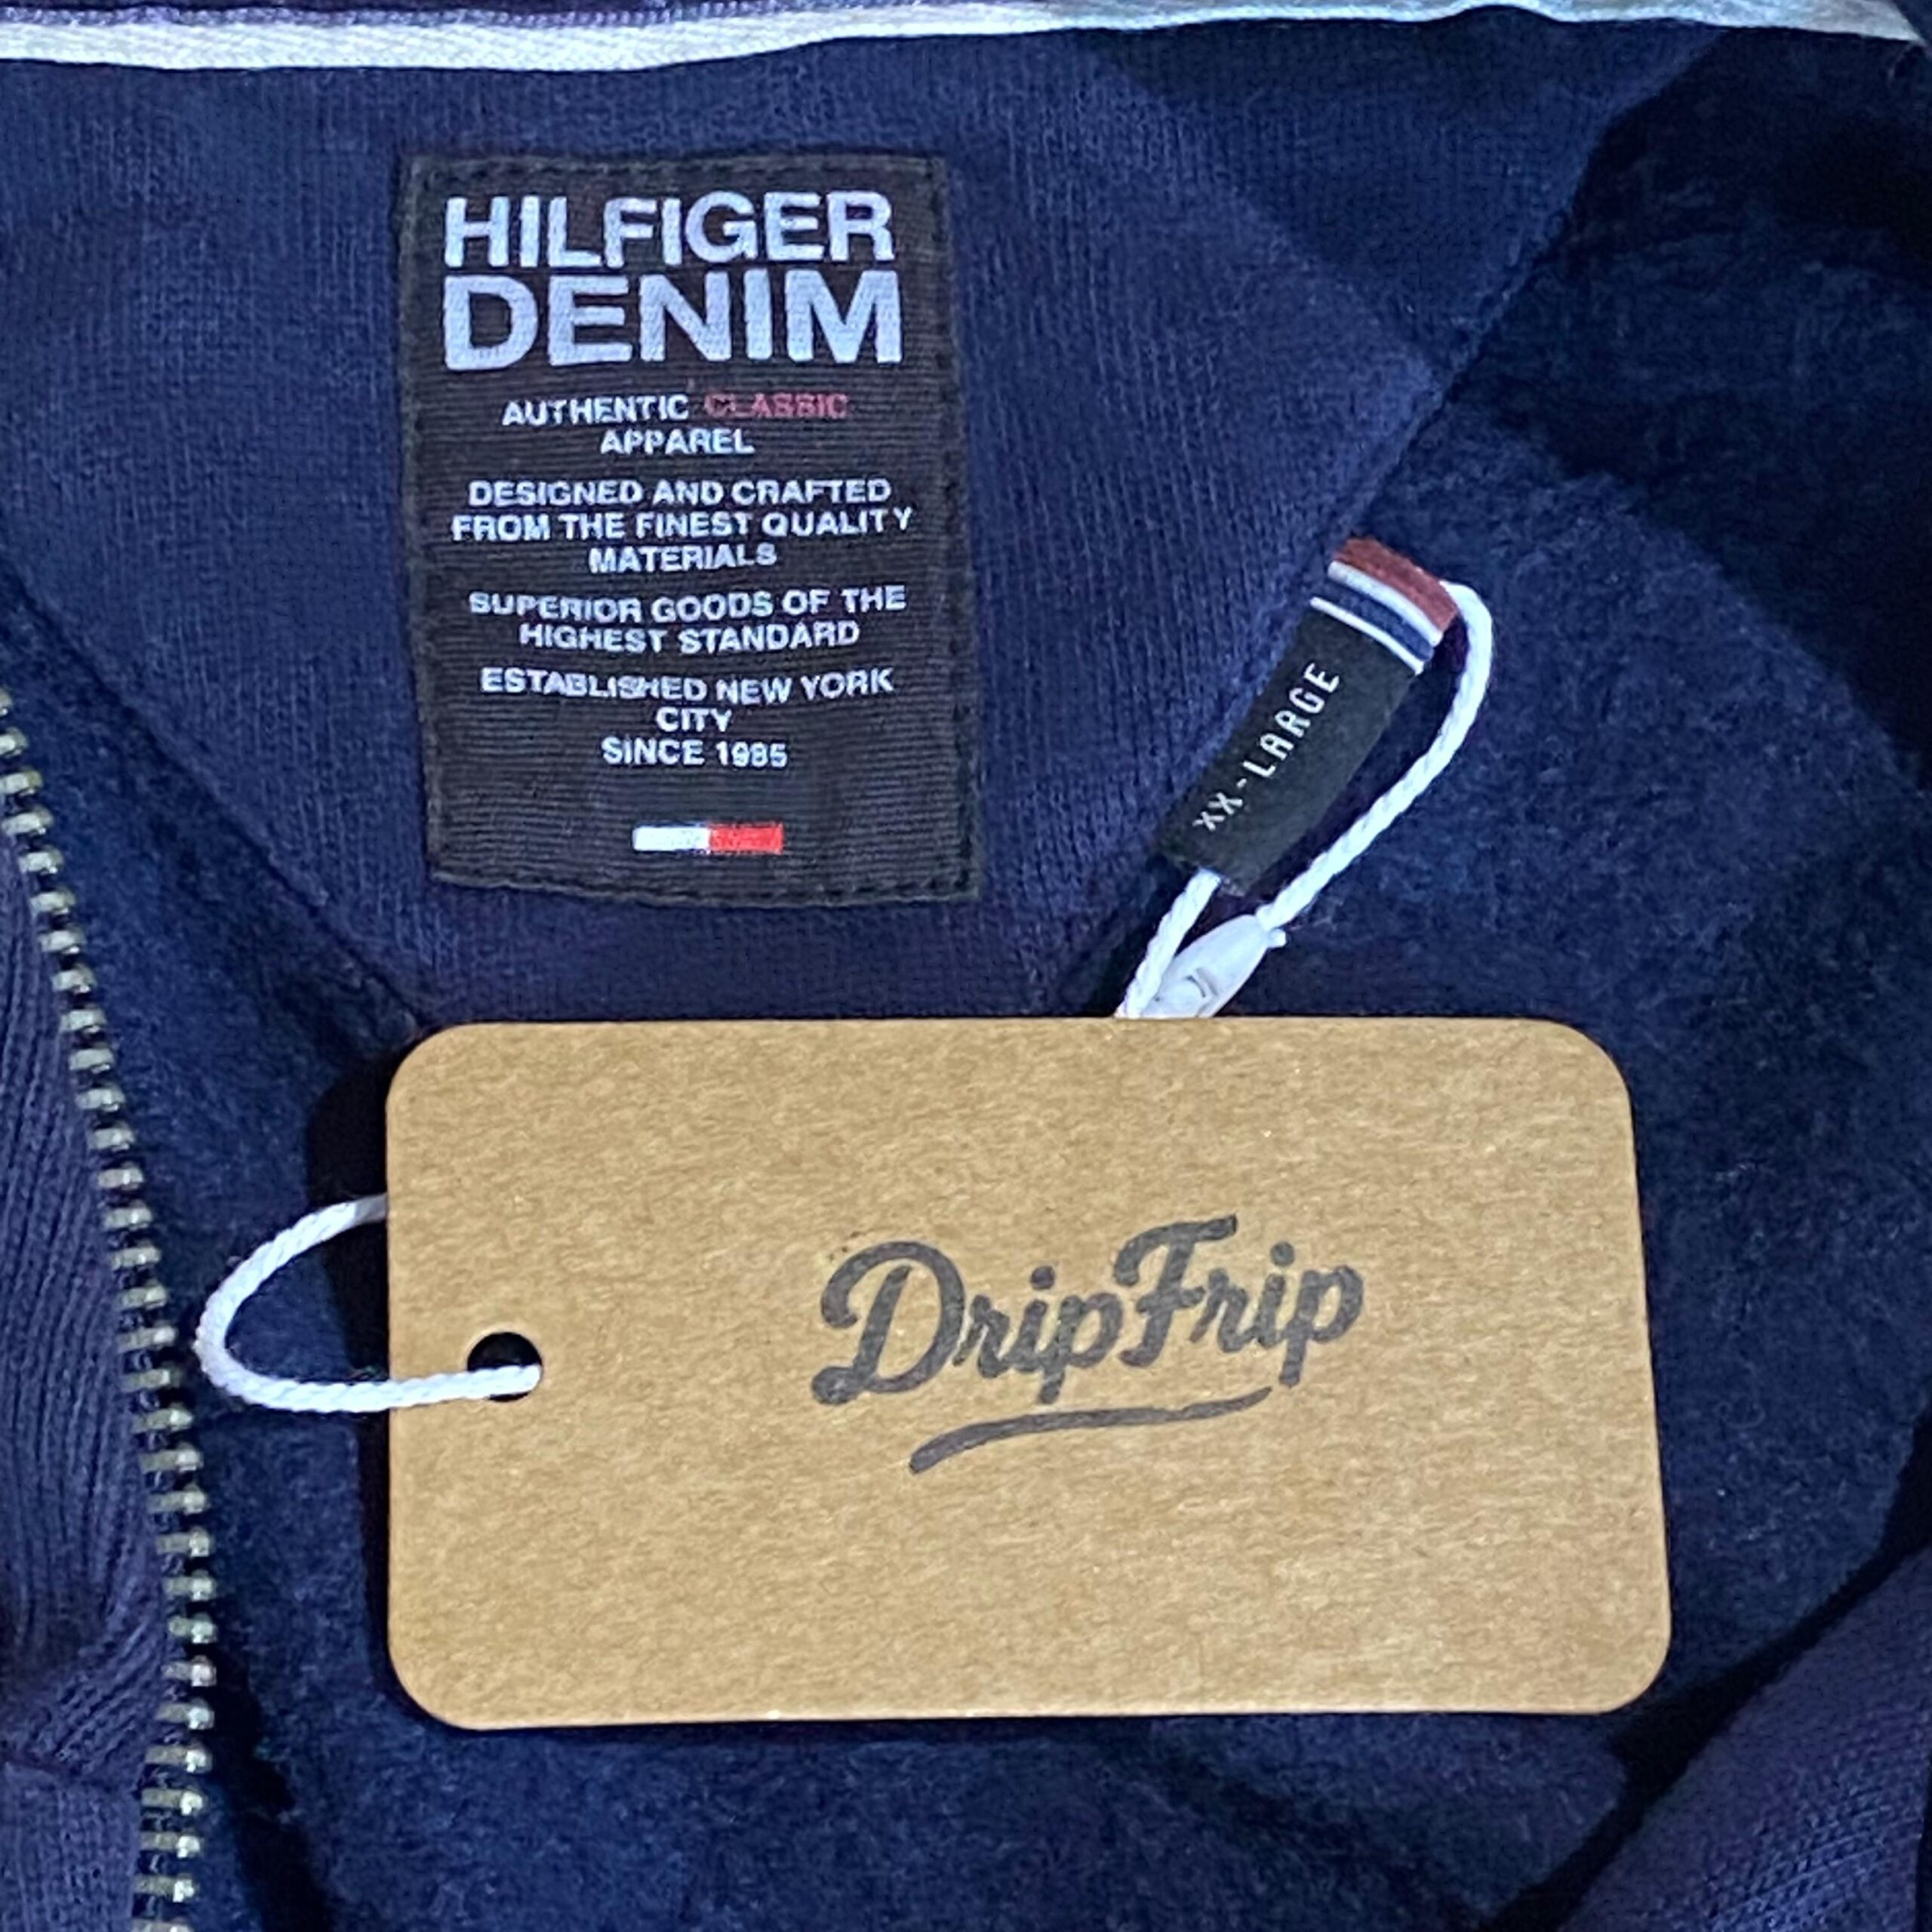 HILFIGER
DENIM
AUTHENTIC CLASSIC
APPAREL
DESIGNED AND CRAFTED
FROM THE FINEST QUALITY
MATERIALS
SUPERIOR GOODS OF THE
HIGHEST STANDARD
ESTABLISHED NEW YORK
CITY
SINCE 1985
XX-LARGE
DripFrip